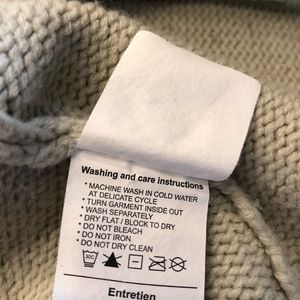 Washing and care instructions
• MACHINE WASH IN COLD WATER
AT DELICATE CYCLE
• TURN GARMENT INSIDE OUT
• WASH SEPARATELY
• DRY FLAT / BLOCK TO DRY
• DO NOT BLEACH
• DO NOT IRON
• DO NOT DRY CLEAN
30C
Entretien